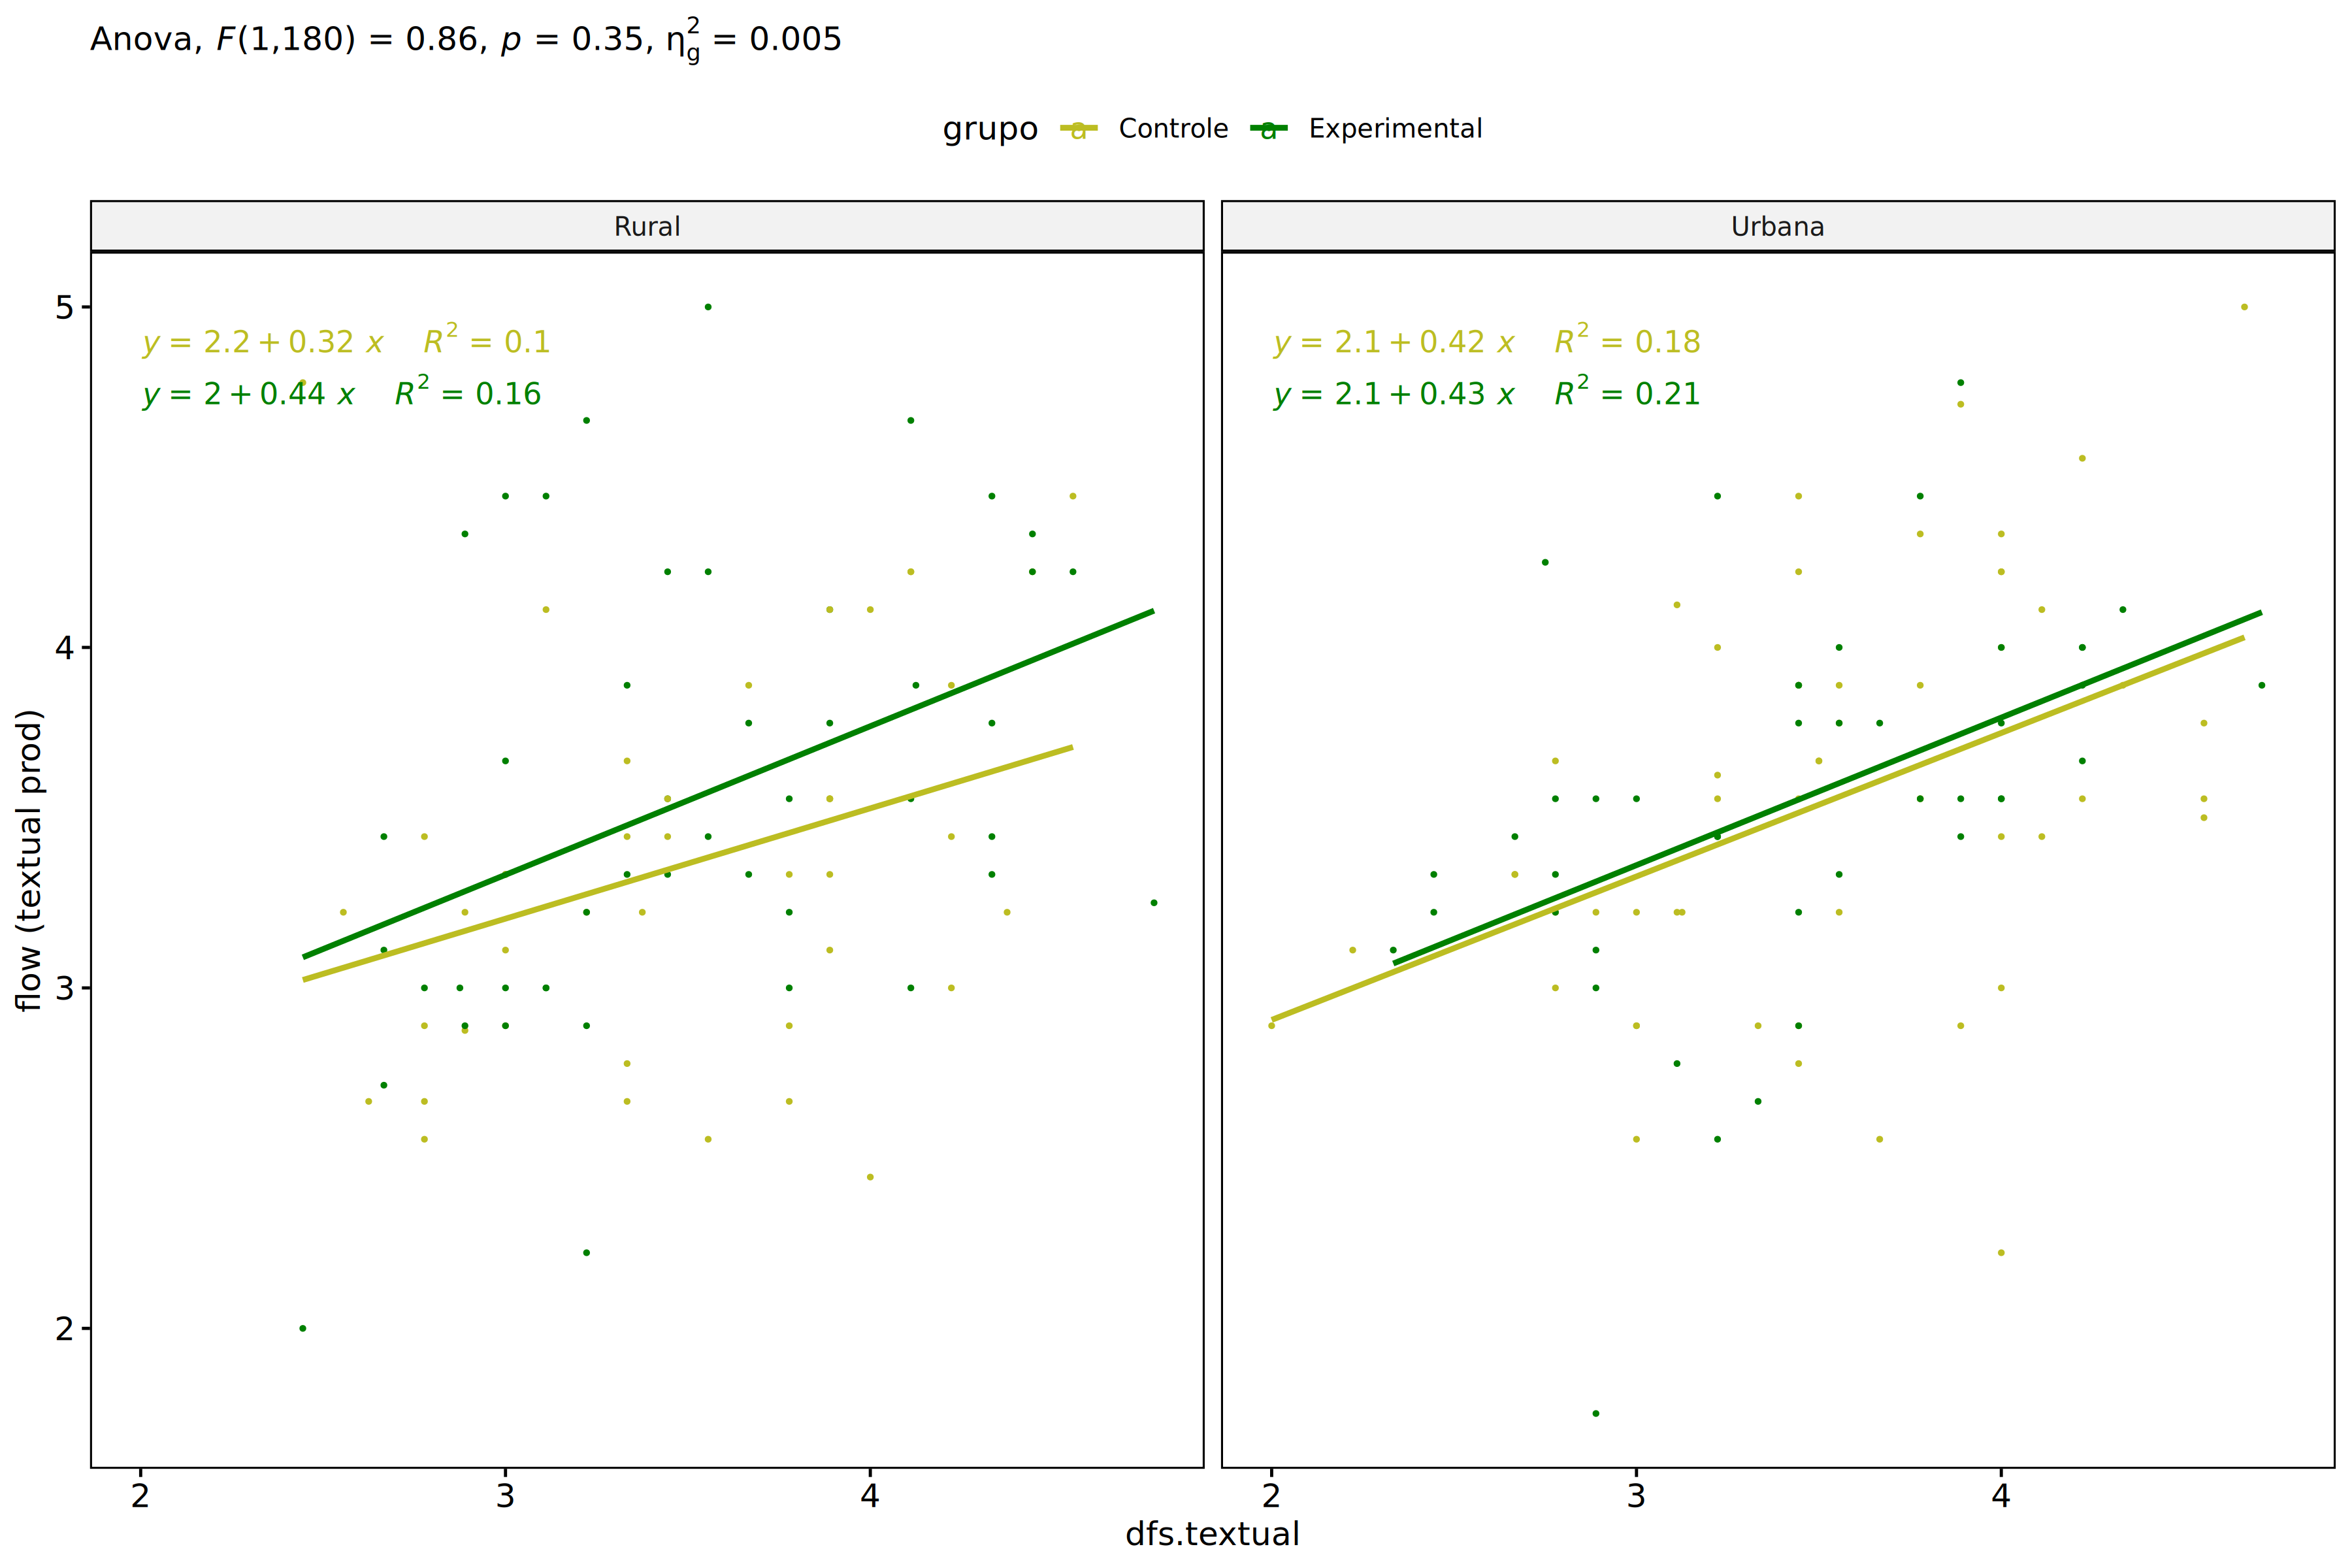 Anova, F(1,180) = 0.86, p = 0.35, η²g = 0.005
grupo a Controle a Experimental
Rural
Urbana
y = 2.2 + 0.32 x R² = 0.1
y = 2 + 0.44 x R² = 0.16
y = 2.1 + 0.42 x R² = 0.18
y = 2.1 + 0.43 x R² = 0.21
flow (textual prod)
5
4
3
2
2 3 4
2 3 4
dfs.textual